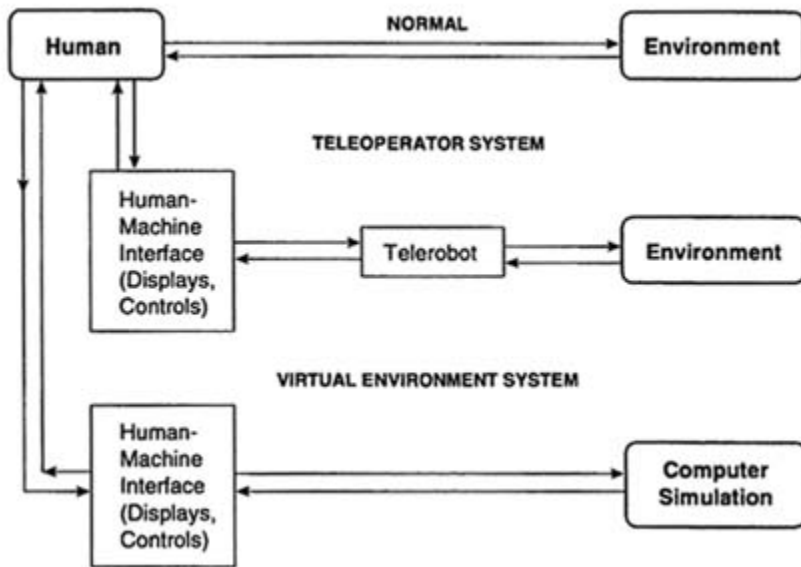 NORMAL
Human
Environment
TELEOPERATOR SYSTEM
Human-
Machine
Interface
(Displays,
Controls)
Telerobot
Environment
VIRTUAL ENVIRONMENT SYSTEM
Human-
Machine
Interface
(Displays,
Controls)
Computer
Simulation